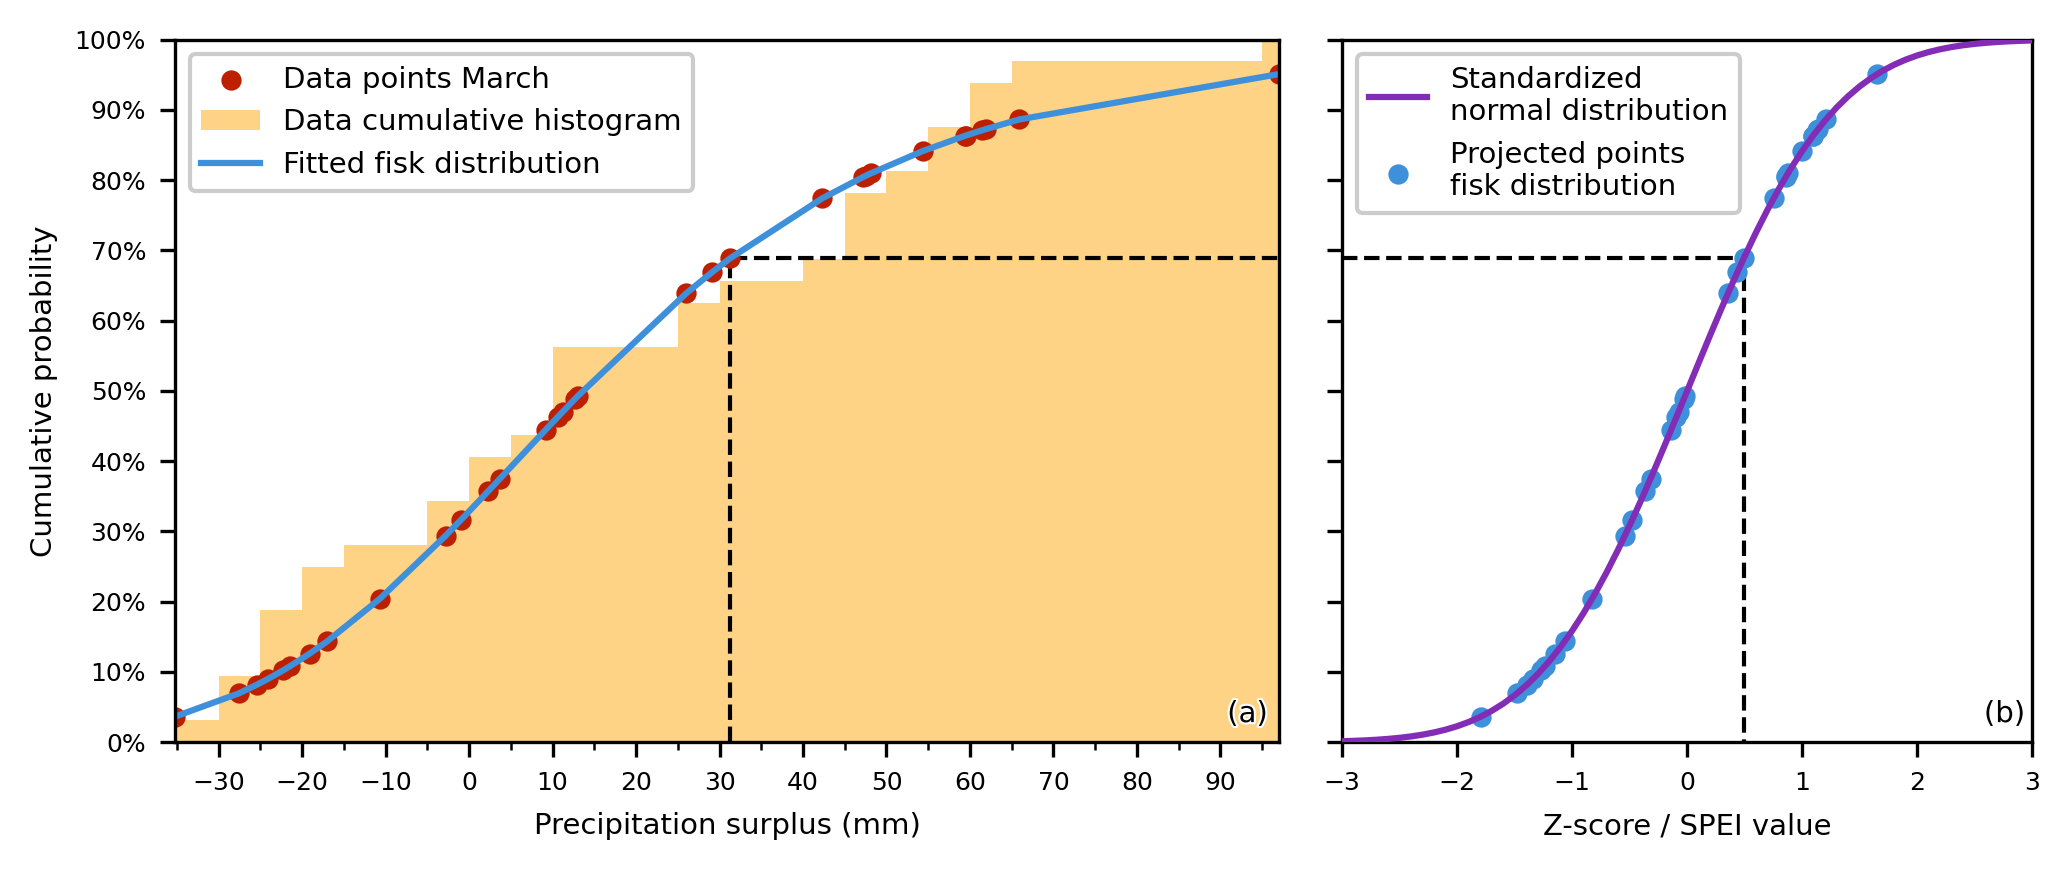 100%
90%
80%
70%
60%
50%
40%
30%
20%
10%
0%
Cumulative probability
Data points March
Data cumulative histogram
Fitted fisk distribution
(a)
−30 −20 −10 0 10 20 30 40 50 60 70 80 90
Precipitation surplus (mm)
Standardized
normal distribution
Projected points
fisk distribution
(b)
−3 −2 −1 0 1 2 3
Z-score / SPEI value